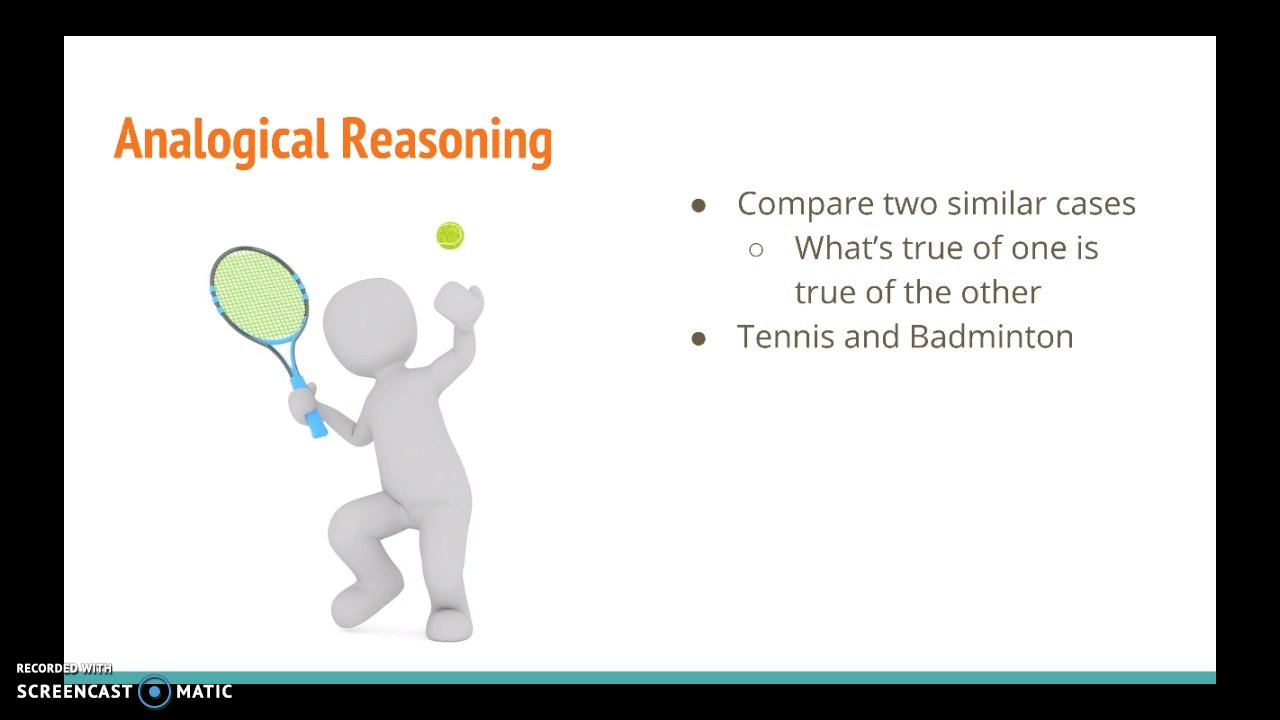 Analogical Reasoning
● Compare two similar cases
○ What's true of one is
true of the other
● Tennis and Badminton
RECORDED WITH
SCREENCAST MATIC